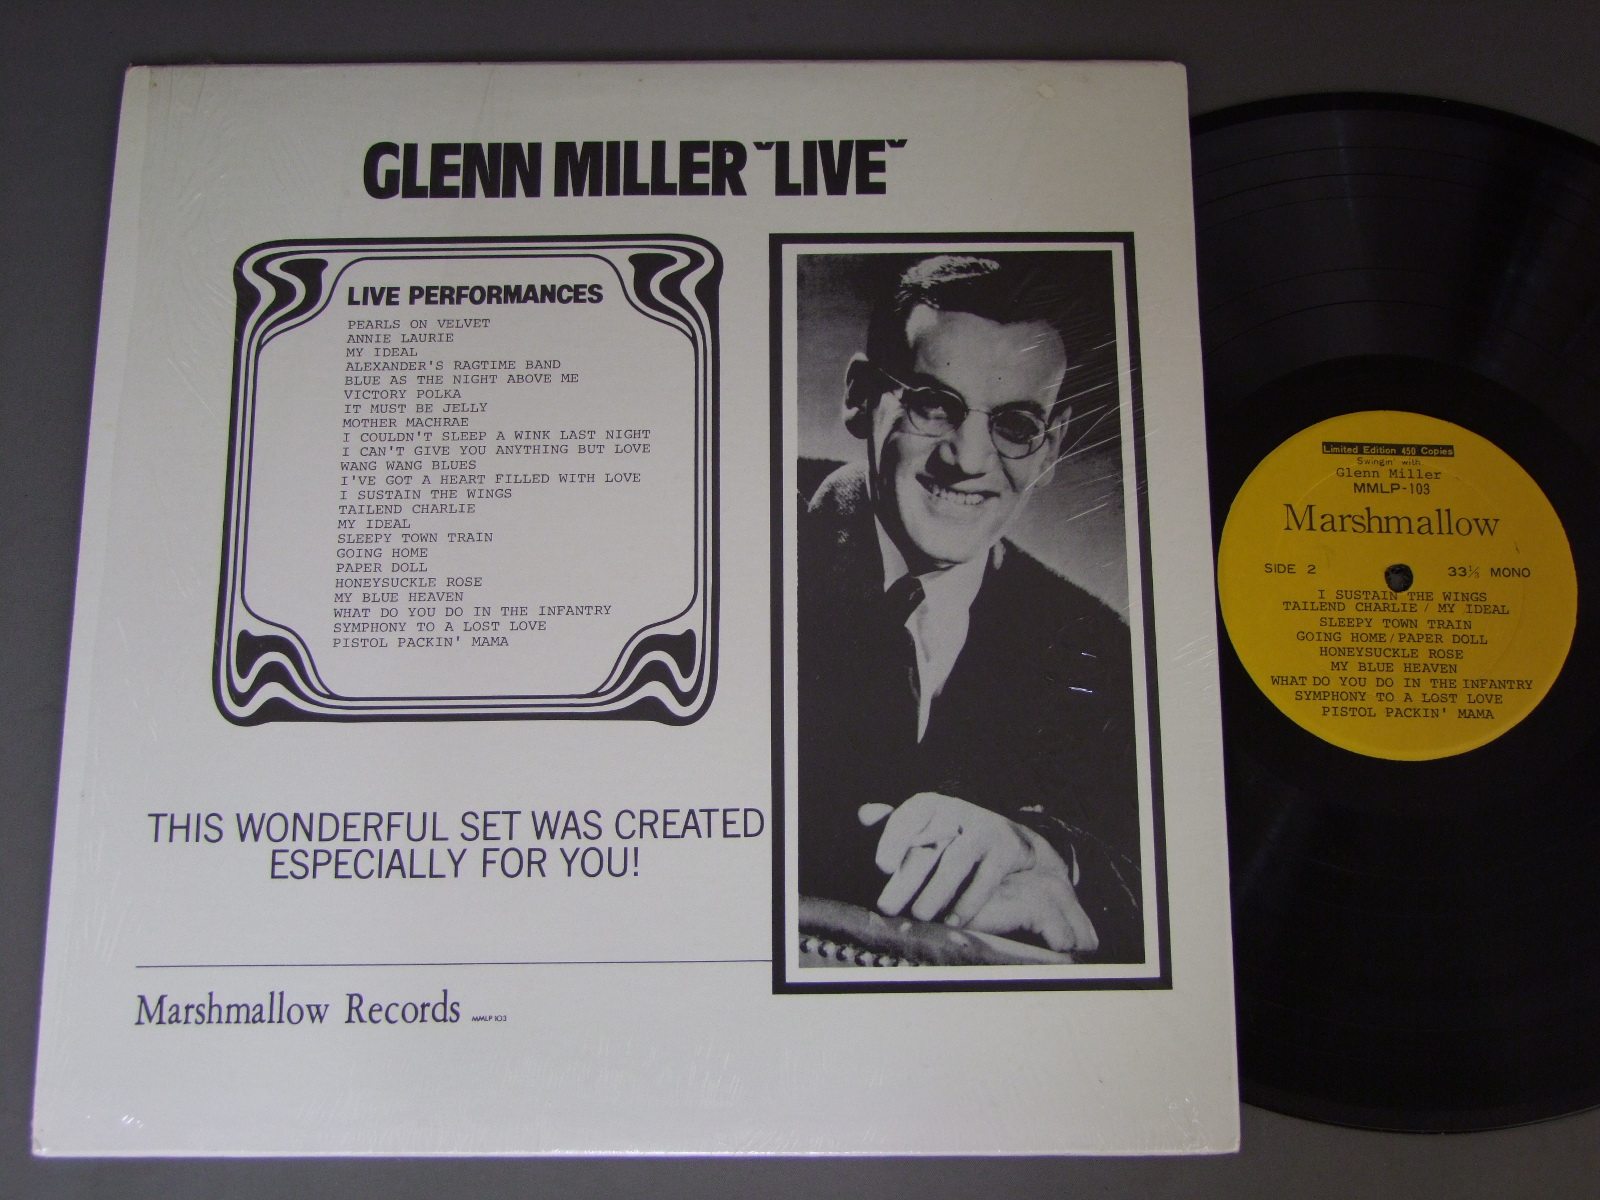 GLENN MILLER "LIVE"
LIVE PERFORMANCES
PEARLS ON VELVET
ANNIE LAURIE
MY IDEAL
ALEXANDER'S RAGTIME BAND
BLUE AS THE NIGHT ABOVE ME
VICTORY POLKA
IT MUST BE JELLY
MOTHER MACHRAE
I COULDN'T SLEEP A WINK LAST NIGHT
I CAN'T GIVE YOU ANYTHING BUT LOVE
WANG WANG BLUES
I'VE GOT A HEART FILLED WITH LOVE
I SUSTAIN THE WINGS
TAILEND CHARLIE
MY IDEAL
SLEEPY TOWN TRAIN
GOING HOME
PAPER DOLL
HONEYSUCKLE ROSE
MY BLUE HEAVEN
WHAT DO YOU DO IN THE INFANTRY
SYMPHONY TO A LOST LOVE
PISTOL PACKIN' MAMA
THIS WONDERFUL SET WAS CREATED
ESPECIALLY FOR YOU!
Marshmallow Records MMLP 103
Limited Edition 450 Copies
Swingin' with
Glenn Miller
MMLP-103
Marshmallow
SIDE 2 33⅓ MONO
I SUSTAIN THE WINGS
TAILEND CHARLIE / MY IDEAL
SLEEPY TOWN TRAIN
GOING HOME/PAPER DOLL
HONEYSUCKLE ROSE
MY BLUE HEAVEN
WHAT DO YOU DO IN THE INFANTRY
SYMPHONY TO A LOST LOVE
PISTOL PACKIN' MAMA